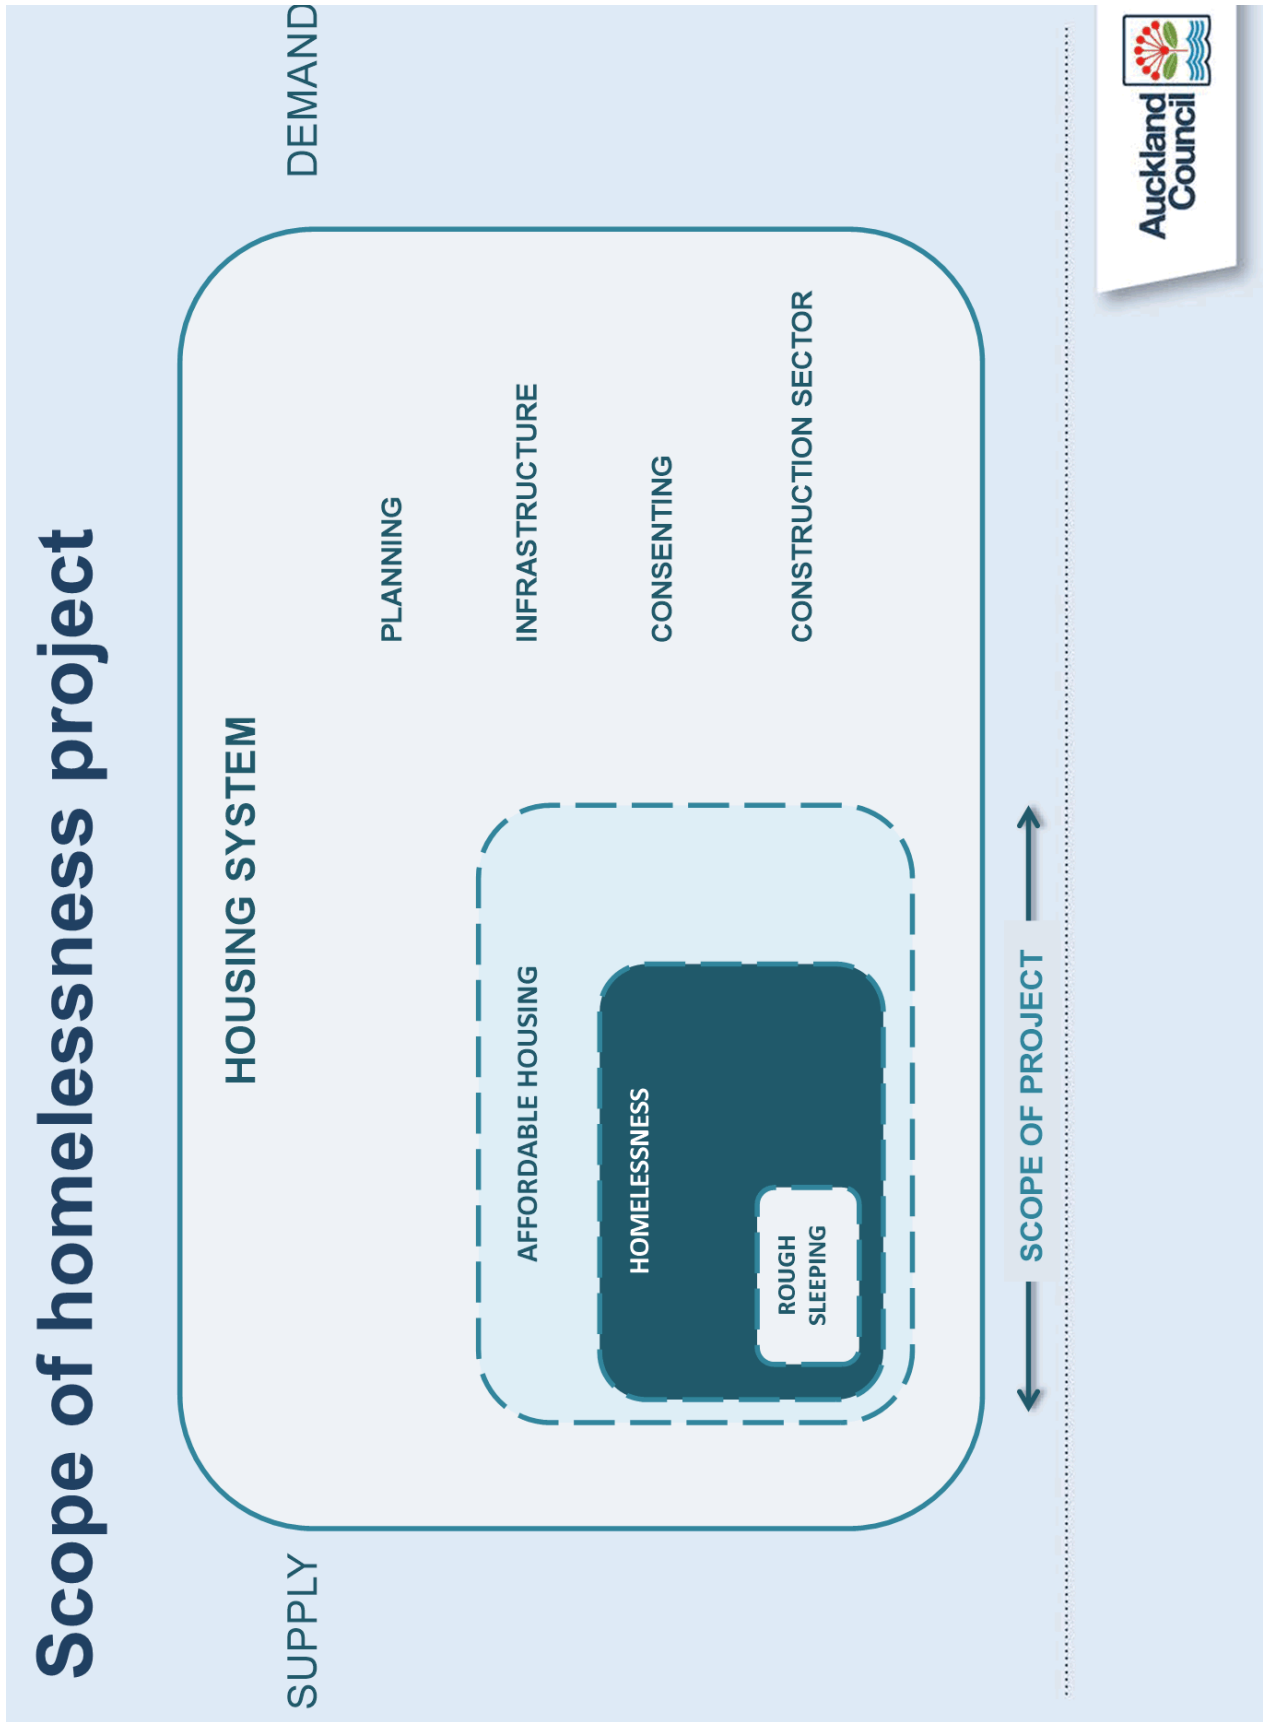 Scope of homelessness project
SUPPLY
DEMAND
HOUSING SYSTEM
PLANNING
AFFORDABLE HOUSING
INFRASTRUCTURE
HOMELESSNESS
CONSENTING
ROUGH
SLEEPING
CONSTRUCTION SECTOR
SCOPE OF PROJECT
Auckland
Council